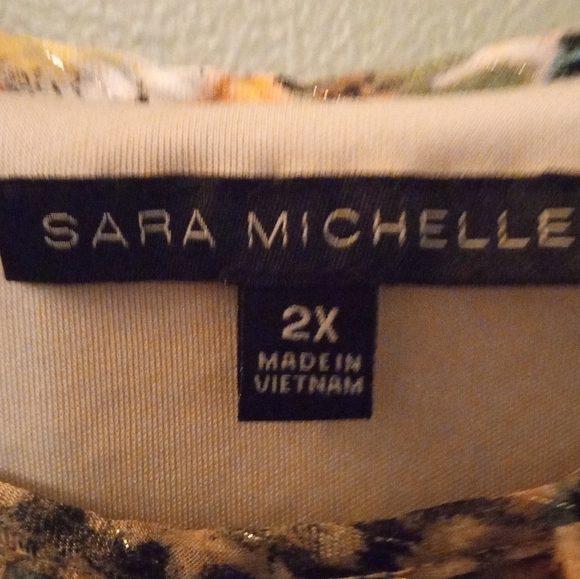 SARA MICHELLE
2X
MADE IN
VIETNAM